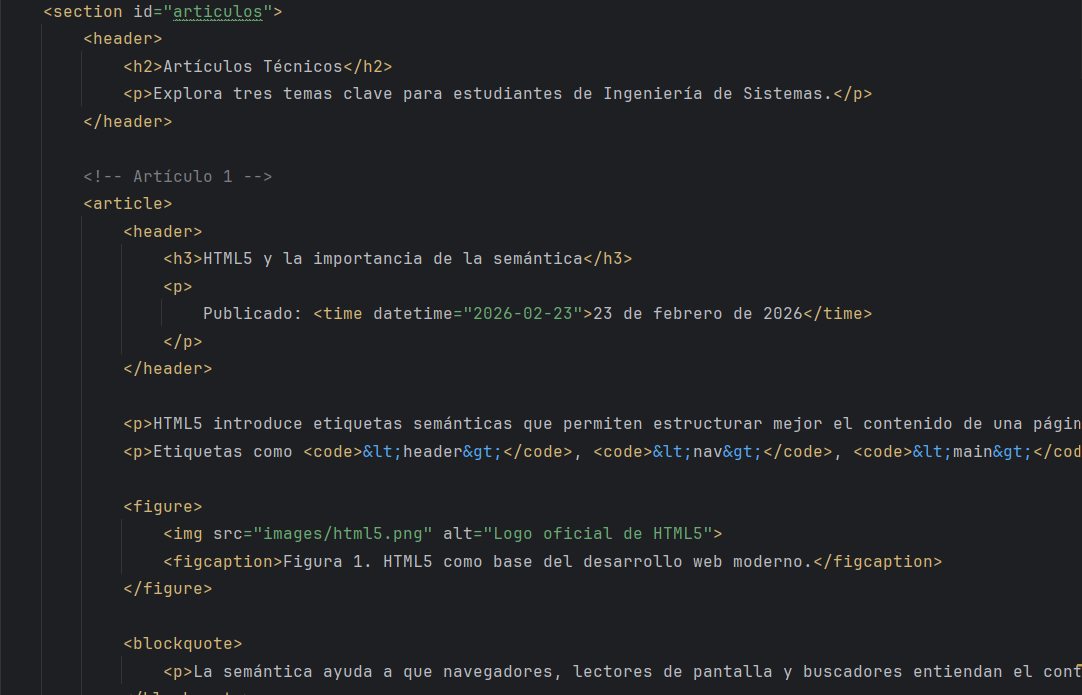 <section id="articulos">
<header>
<h2>Artículos Técnicos</h2>
<p>Explora tres temas clave para estudiantes de Ingeniería de Sistemas.</p>
</header>
<!-- Artículo 1 -->
<article>
<header>
<h3>HTML5 y la importancia de la semántica</h3>
<p>
Publicado: <time datetime="2026-02-23">23 de febrero de 2026</time>
</p>
</header>
<p>HTML5 introduce etiquetas semánticas que permiten estructurar mejor el contenido de una págin
<p>Etiquetas como <code>&lt;header&gt;</code>, <code>&lt;nav&gt;</code>, <code>&lt;main&gt;</cod
<figure>
<img src="images/html5.png" alt="Logo oficial de HTML5">
<figcaption>Figura 1. HTML5 como base del desarrollo web moderno.</figcaption>
</figure>
<blockquote>
<p>La semántica ayuda a que navegadores, lectores de pantalla y buscadores entiendan el